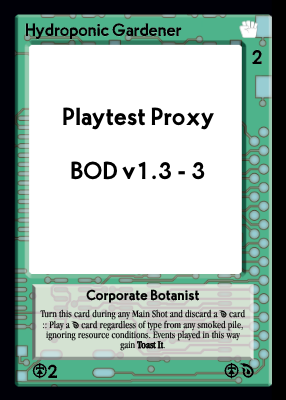 Hydroponic Gardener
2
Playtest Proxy
BOD v1.3 - 3
Corporate Botanist
Turn this card during any Main Shot and discard a card
:: Play a card regardless of type from any smoked pile,
ignoring resource conditions. Events played in this way
gain Toast It.
2